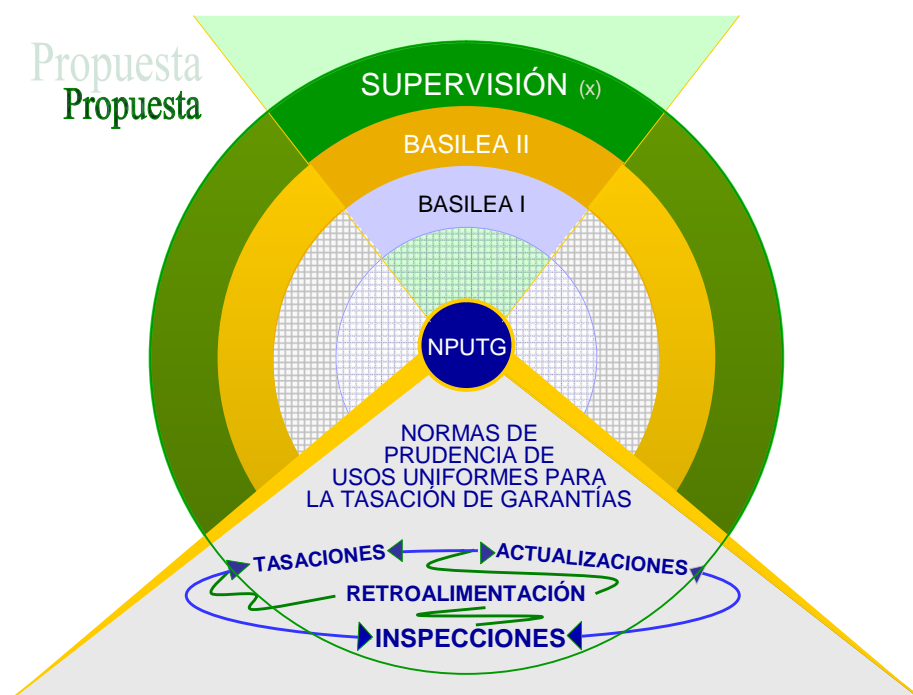 Propuesta
Propuesta
SUPERVISIÓN (x)
BASILEA II
BASILEA I
NPUTG
NORMAS DE
PRUDENCIA DE
USOS UNIFORMES PARA
LA TASACIÓN DE GARANTÍAS
TASACIONES
ACTUALIZACIONES
RETROALIMENTACIÓN
INSPECCIONES